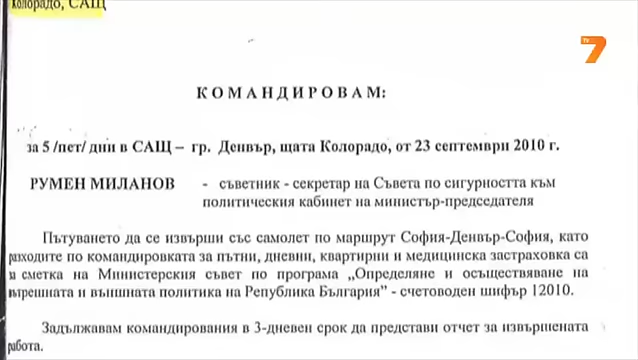 Колорадо, САЩ
TV 7
КОМАНДИРОВАМ:
за 5 /пет/ дни в САЩ – гр. Денвър, щата Колорадо, от 23 септември 2010 г.
РУМЕН МИЛАНОВ - съветник - секретар на Съвета по сигурността към
политическия кабинет на министър-председателя
Пътуването да се извърши със самолет по маршрут София-Денвър-София, като
разходите по командировката за пътни, дневни, квартирни и медицинска застраховка са
за сметка на Министерския съвет по програма „Определяне и осъществяване на
вътрешната и външната политика на Република България” - счетоводен шифър 12010.
Задължавам командирования в 3-дневен срок да представи отчет за извършената
работа.